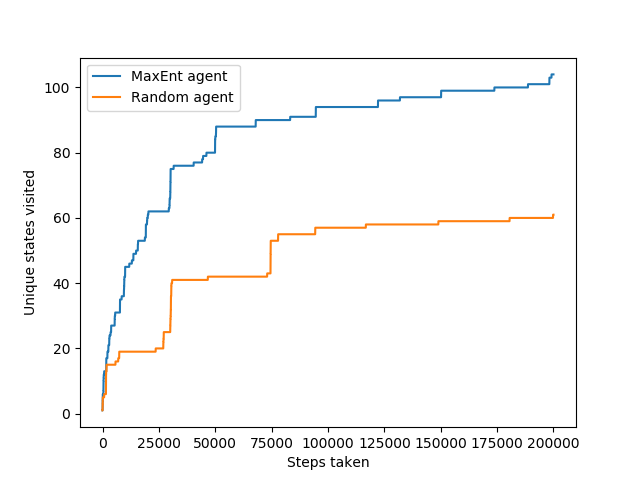 MaxEnt agent
Random agent
100
80
60
40
20
0
Unique states visited
0 25000 50000 75000 100000 125000 150000 175000 200000
Steps taken